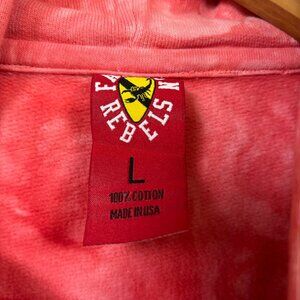 REBELS
L
100% COTTON
MADE IN USA